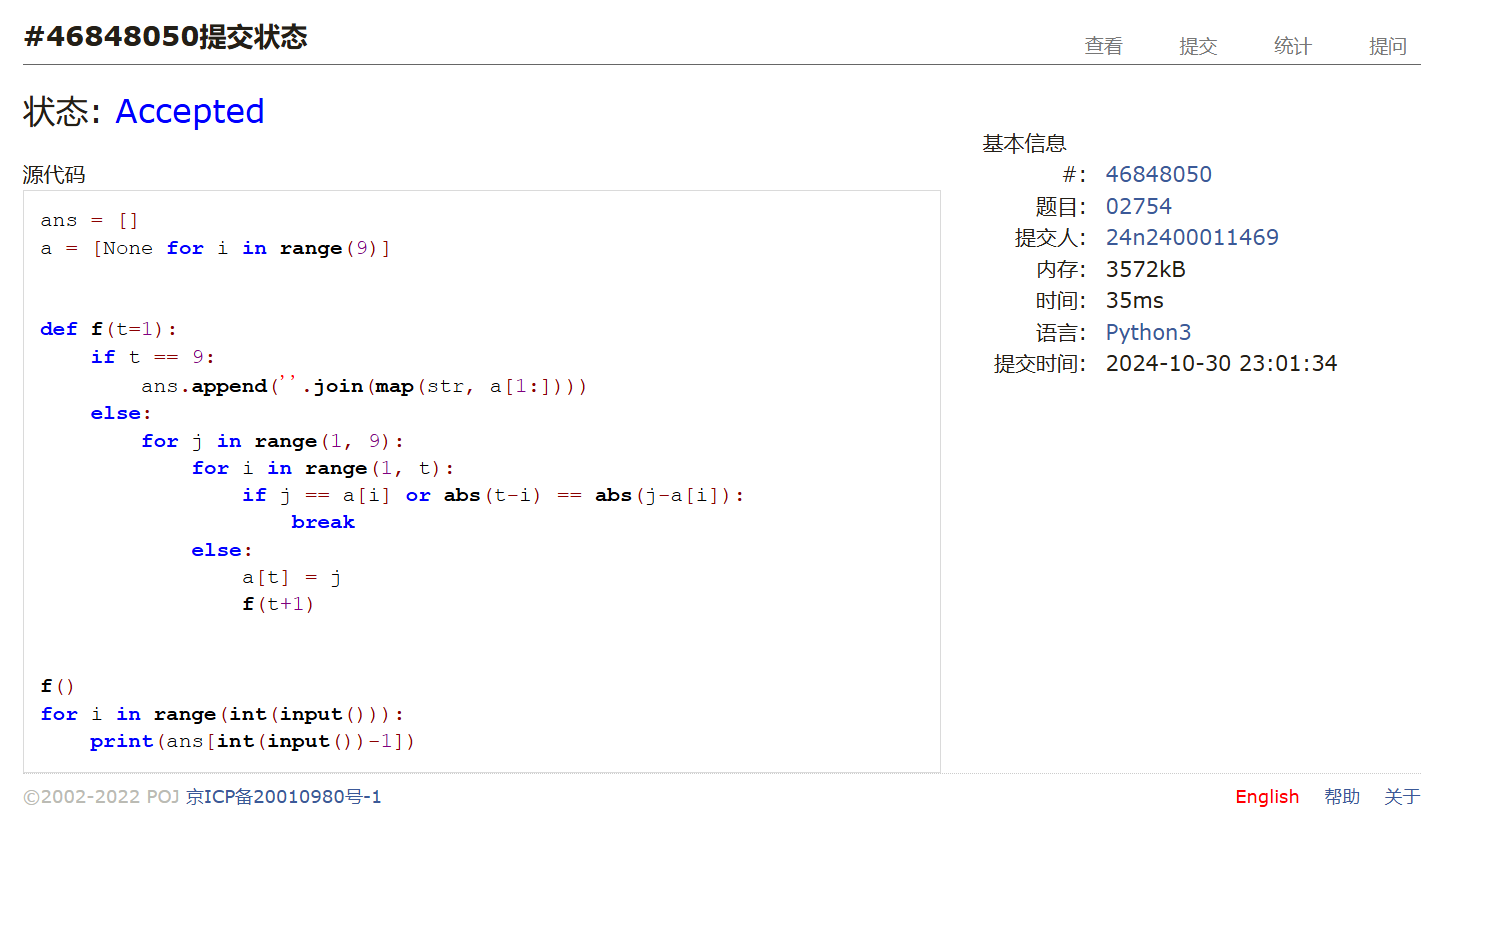 #46848050提交状态
查看 提交 统计 提问
状态: Accepted
源代码
ans = []
a = [None for i in range(9)]
def f(t=1):
    if t == 9:
        ans.append(''.join(map(str, a[1:])))
    else:
        for j in range(1, 9):
            for i in range(1, t):
                if j == a[i] or abs(t-i) == abs(j-a[i]):
                    break
            else:
                a[t] = j
                f(t+1)
f()
for i in range(int(input())):
    print(ans[int(input())-1])
基本信息
#: 46848050
题目: 02754
提交人: 24n2400011469
内存: 3572kB
时间: 35ms
语言: Python3
提交时间: 2024-10-30 23:01:34
©2002-2022 POJ 京ICP备20010980号-1
English 帮助 关于